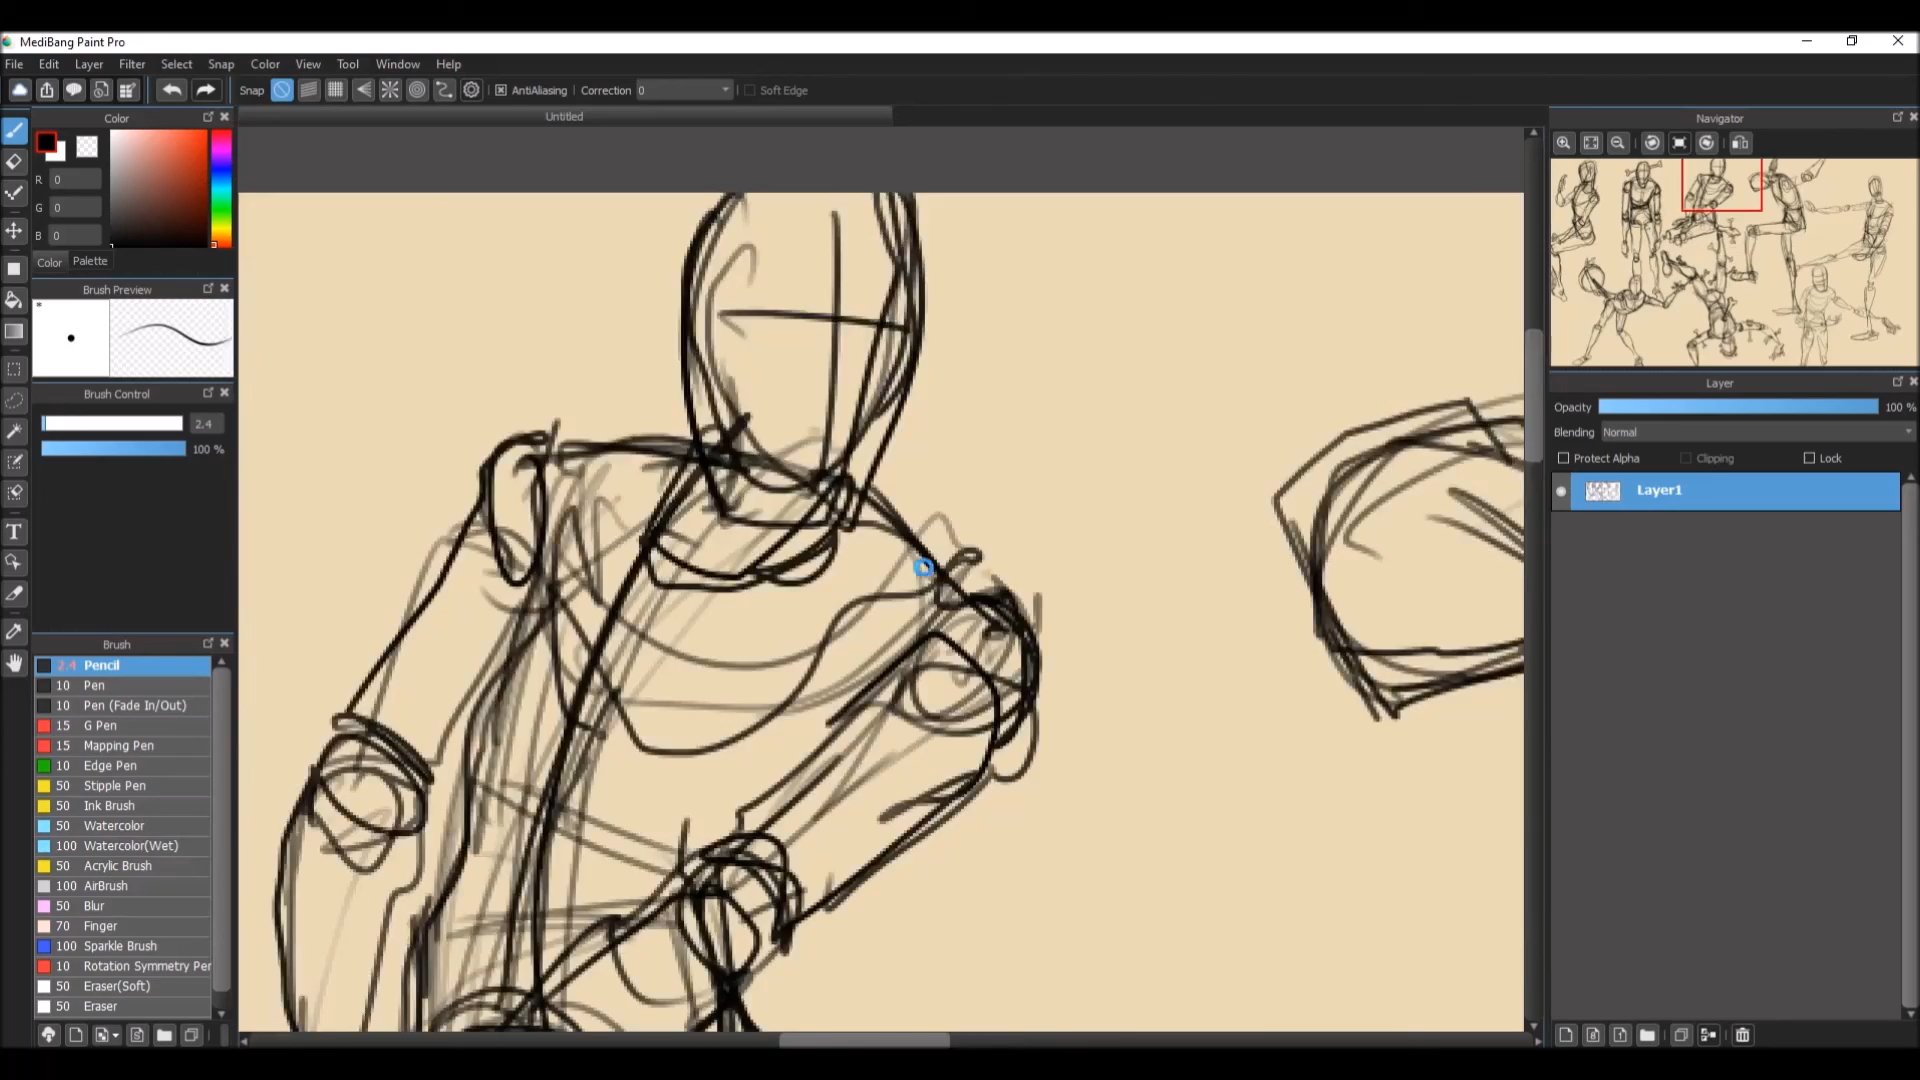 MediBang Paint Pro
File Edit Layer Filter Select Snap Color View Tool Window Help
Snap AntiAliasing Correction 0 Soft Edge
Color
Untitled
Navigator
R 0
G 0
B 0
Color Palette
Brush Preview
Brush Control
2.4
100 %
Brush
2.4 Pencil
10 Pen
10 Pen (Fade In/Out)
15 G Pen
15 Mapping Pen
10 Edge Pen
50 Stipple Pen
50 Ink Brush
50 Watercolor
100 Watercolor(Wet)
50 Acrylic Brush
100 AirBrush
50 Blur
70 Finger
100 Sparkle Brush
10 Rotation Symmetry Per
50 Eraser(Soft)
50 Eraser
Layer
Opacity 100 %
Blending Normal
Protect Alpha Clipping Lock
Layer1